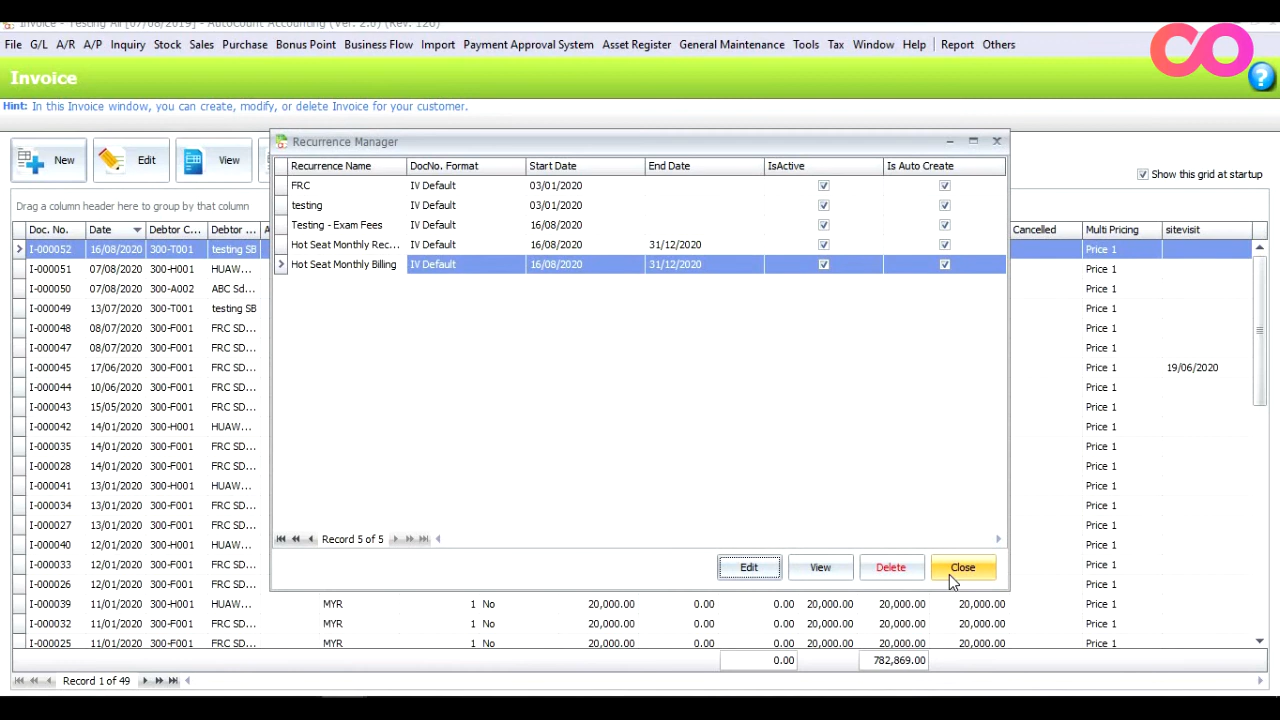 Invoice - Testing All [07/08/2019] - AutoCount Accounting (Ver. 2.0) (Rev. 126)
File G/L A/R A/P Inquiry Stock Sales Purchase Bonus Point Business Flow Import Payment Approval System Asset Register General Maintenance Tools Tax Window Help Report Others
CO
Invoice
Hint: In this Invoice window, you can create, modify, or delete Invoice for your customer.
New Edit View
Show this grid at startup
Drag a column header here to group by that column
Recurrence Manager
Recurrence Name DocNo. Format Start Date End Date IsActive Is Auto Create
FRC IV Default 03/01/2020
testing IV Default 03/01/2020
Testing - Exam Fees IV Default 16/08/2020
Hot Seat Monthly Rec... IV Default 16/08/2020 31/12/2020
Hot Seat Monthly Billing IV Default 16/08/2020 31/12/2020
Record 5 of 5
Edit View Delete Close
Doc. No. Date Debtor C... Debtor ... Cancelled Multi Pricing sitevisit
I-000052 16/08/2020 300-T001 testing SB Price 1
I-000051 07/08/2020 300-H001 HUAW... Price 1
I-000050 07/08/2020 300-A002 ABC Sd... Price 1
I-000049 13/07/2020 300-T001 testing SB Price 1
I-000048 08/07/2020 300-F001 FRC SD... Price 1
I-000047 08/07/2020 300-F001 FRC SD... Price 1
I-000045 17/06/2020 300-F001 FRC SD... Price 1 19/06/2020
I-000044 10/06/2020 300-F001 FRC SD... Price 1
I-000043 15/05/2020 300-F001 FRC SD... Price 1
I-000042 14/01/2020 300-H001 HUAW... Price 1
I-000035 14/01/2020 300-F001 FRC SD... Price 1
I-000028 14/01/2020 300-F001 FRC SD... Price 1
I-000041 13/01/2020 300-H001 HUAW... Price 1
I-000034 13/01/2020 300-F001 FRC SD... Price 1
I-000027 13/01/2020 300-F001 FRC SD... Price 1
I-000040 12/01/2020 300-H001 HUAW... Price 1
I-000033 12/01/2020 300-F001 FRC SD... Price 1
I-000026 12/01/2020 300-F001 FRC SD... Price 1
I-000039 11/01/2020 300-H001 HUAW... MYR 1 No 20,000.00 0.00 0.00 20,000.00 20,000.00 20,000.00 Price 1
I-000032 11/01/2020 300-F001 FRC SD... MYR 1 No 20,000.00 0.00 0.00 20,000.00 20,000.00 20,000.00 Price 1
I-000025 11/01/2020 300-F001 FRC SD... MYR 1 No 20,000.00 0.00 0.00 20,000.00 20,000.00 20,000.00 Price 1
0.00 782,869.00
Record 1 of 49